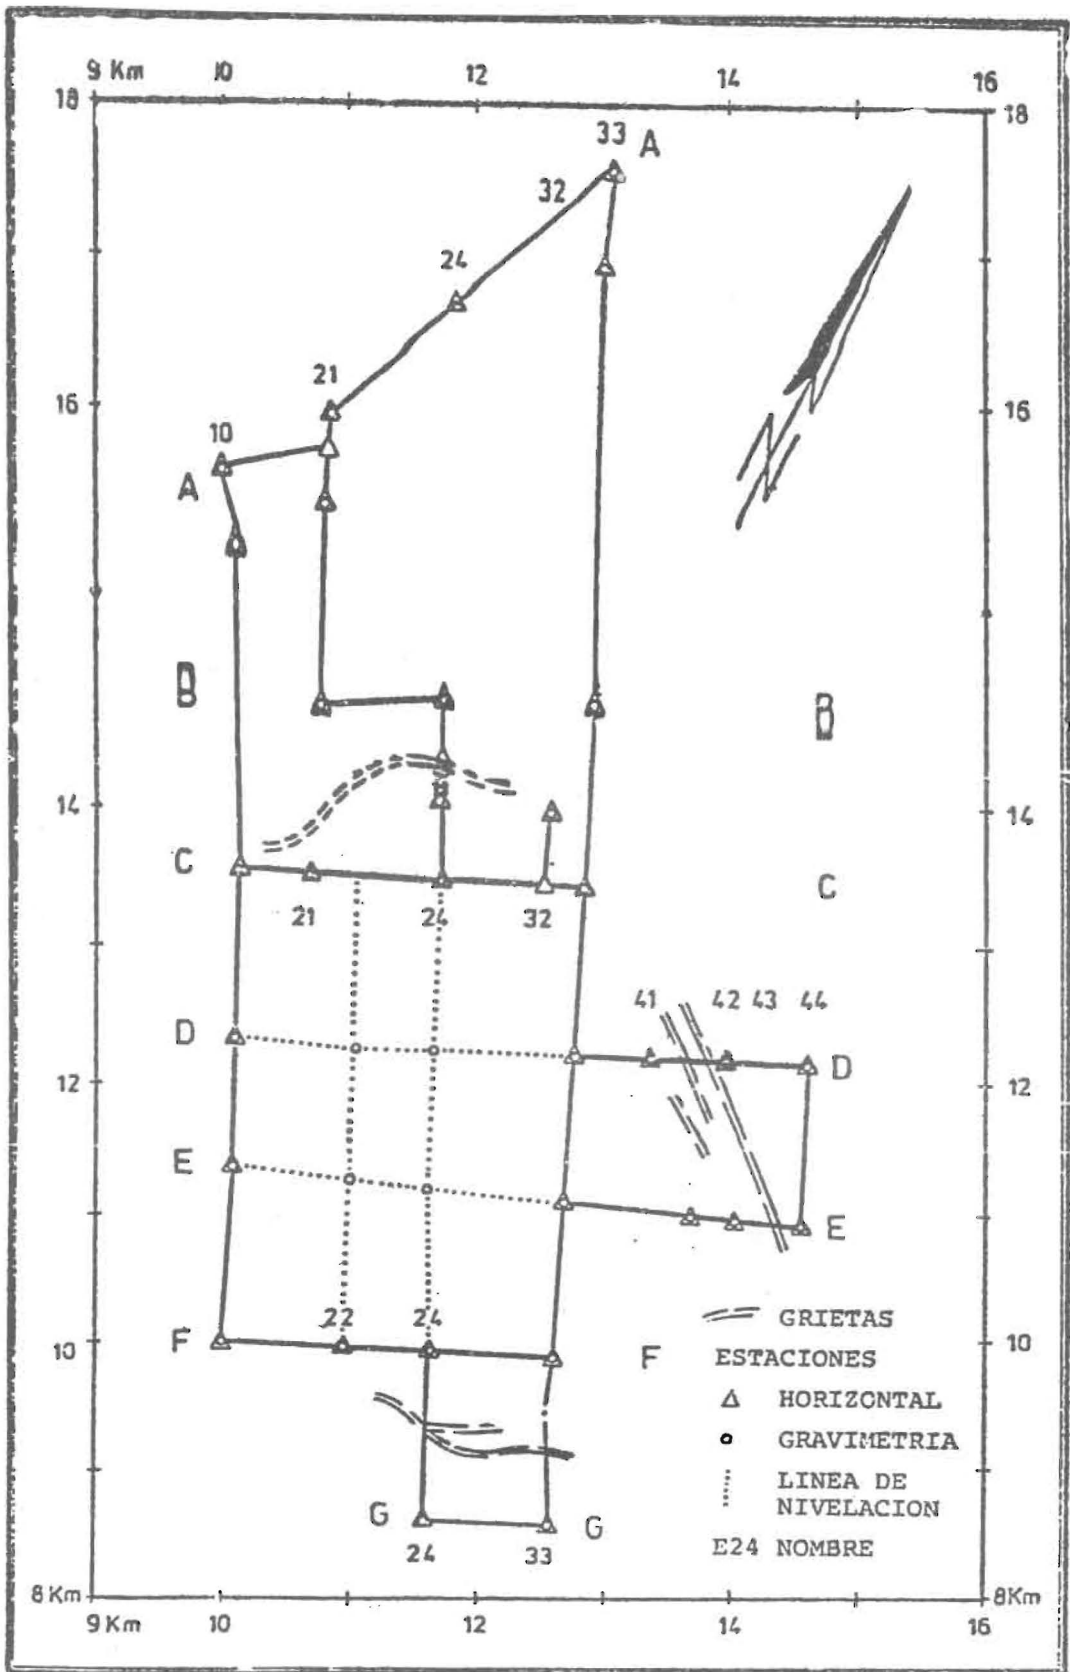 9 Km 10 12 14 16
18 18
33 A
32
24
21
16 16
10
A
B B
14 14
C C
21 24 32
41 42 43 44
D D
12 12
E E
22 24
F F
10 10
GRIETAS
ESTACIONES
HORIZONTAL
GRAVIMETRIA
LINEA DE
NIVELACION
E24 NOMBRE
G G
24 33
8 Km 8Km
9 Km 10 12 14 16